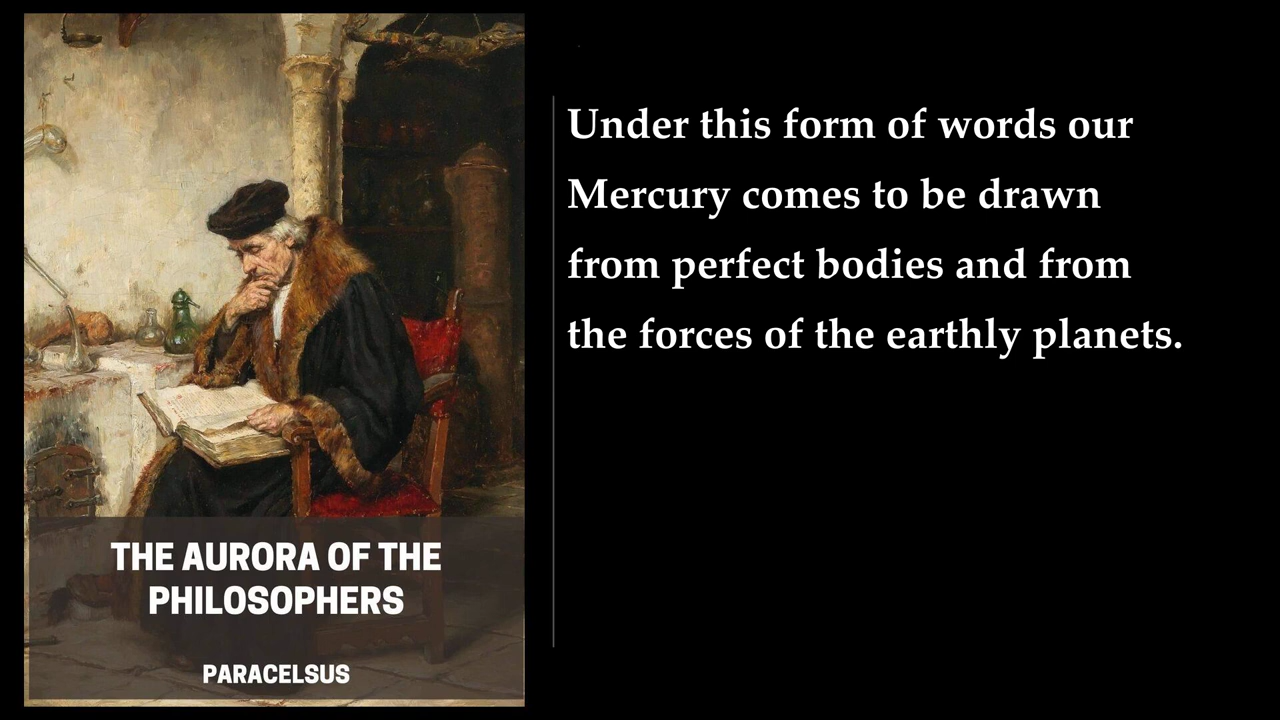 THE AURORA OF THE
PHILOSOPHERS
PARACELSUS
Under this form of words our
Mercury comes to be drawn
from perfect bodies and from
the forces of the earthly planets.